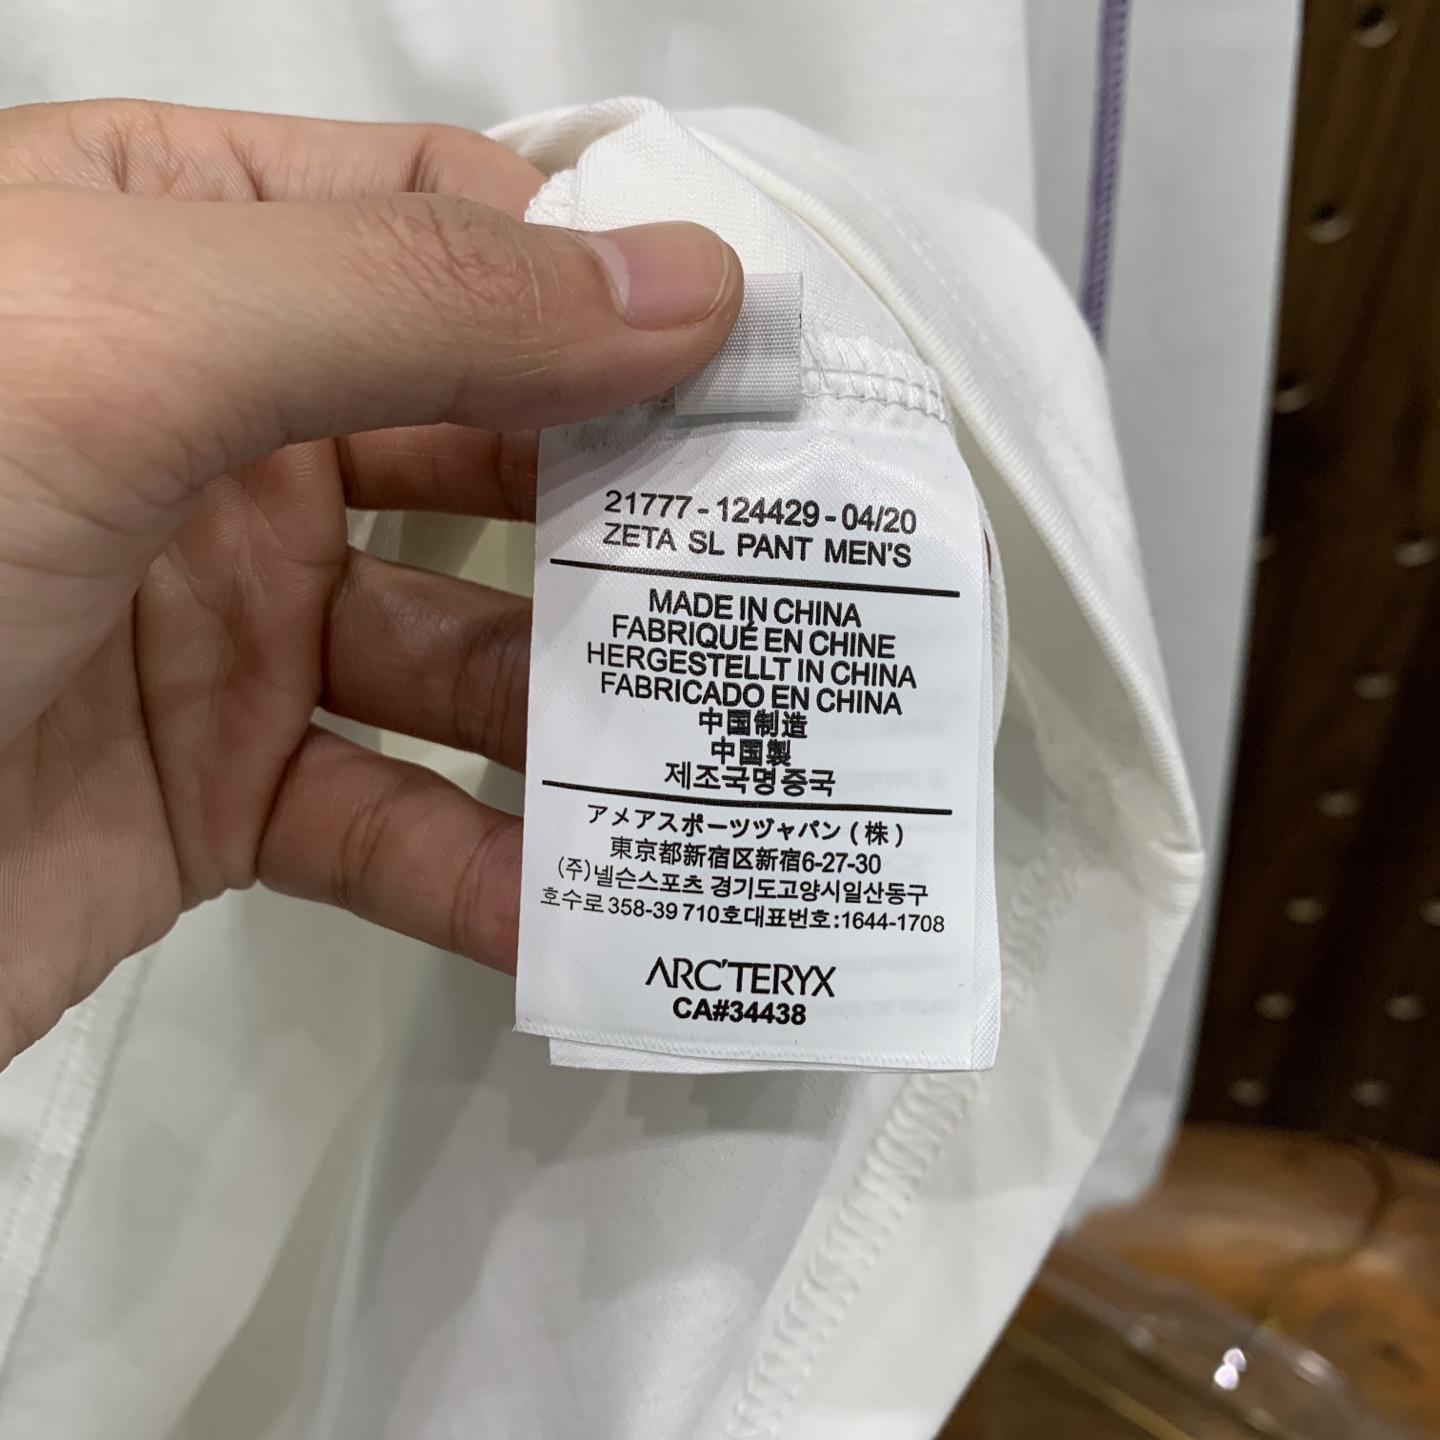 21777 - 124429 - 04/20
ZETA SL PANT MEN'S
MADE IN CHINA
FABRIQUÉ EN CHINE
HERGESTELLT IN CHINA
FABRICADO EN CHINA
中国制造
中国製
제조국명중국
アメアスポーツヅャパン (株)
東京都新宿区新宿6-27-30
(주)넬슨스포츠 경기도고양시일산동구
호수로 358-39 710호대표번호:1644-1708
ARC'TERYX
CA#34438